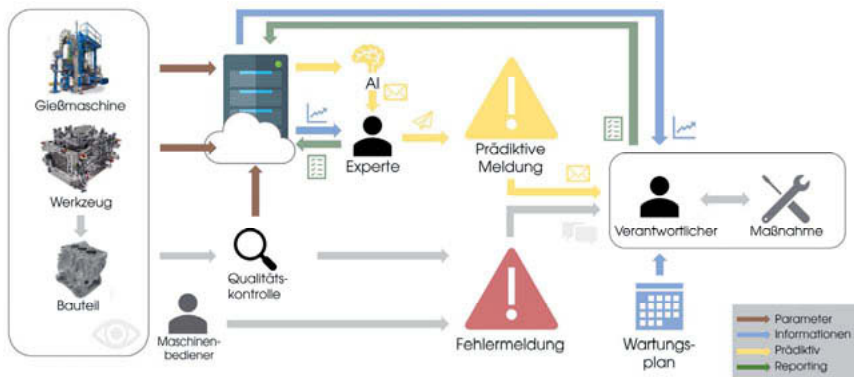 Gießmaschine
Werkzeug
Bauteil
AI
Experte
Qualitäts-
kontrolle
Maschinen-
bediener
Prädiktive
Meldung
Fehlermeldung
Verantwortlicher
Maßnahme
Wartungs-
plan
Parameter
Informationen
Prädiktiv
Reporting